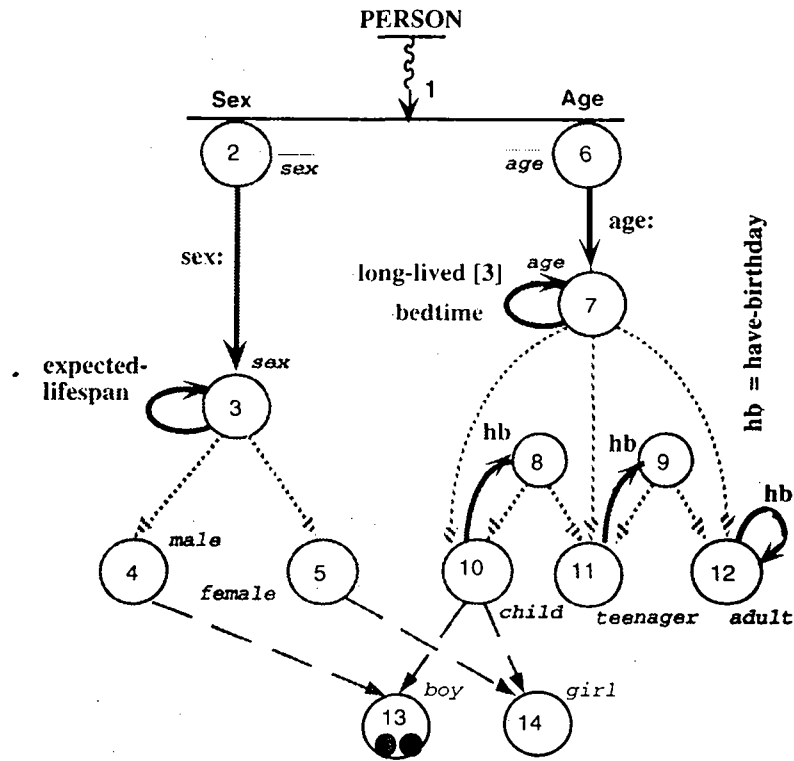 PERSON
1
Sex
Age
2
sex
6
age
sex:
age:
hb = have-birthday
long-lived [3]
age
bedtime
7
expected-
lifespan
sex
3
hb
8
hb
9
hb
male
4
female
5
10
child
11
teenager
12
adult
boy
13
girl
14